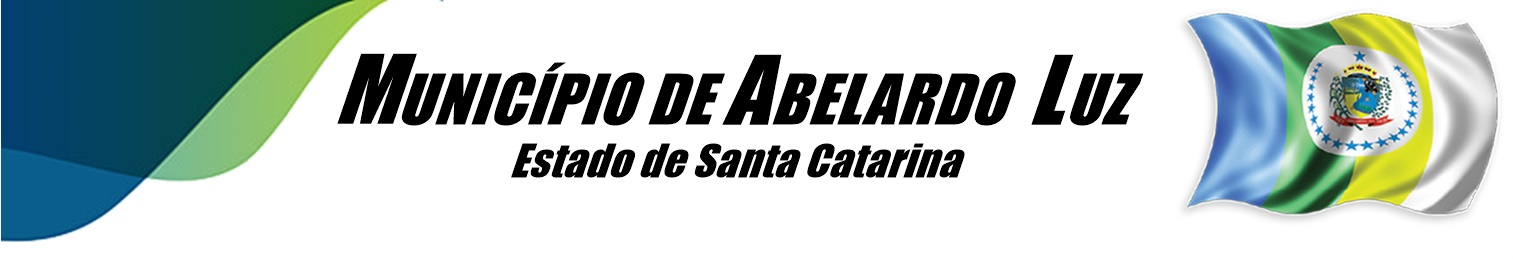 MUNICÍPIO DE ABELARDO LUZ
Estado de Santa Catarina